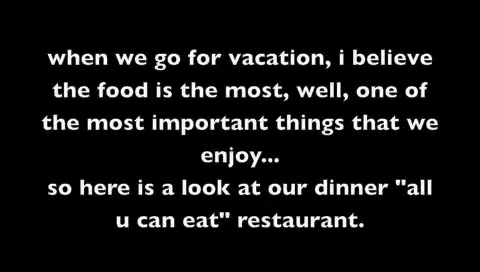 when we go for vacation, i believe
the food is the most, well, one of
the most important things that we
enjoy...
so here is a look at our dinner "all
u can eat" restaurant.